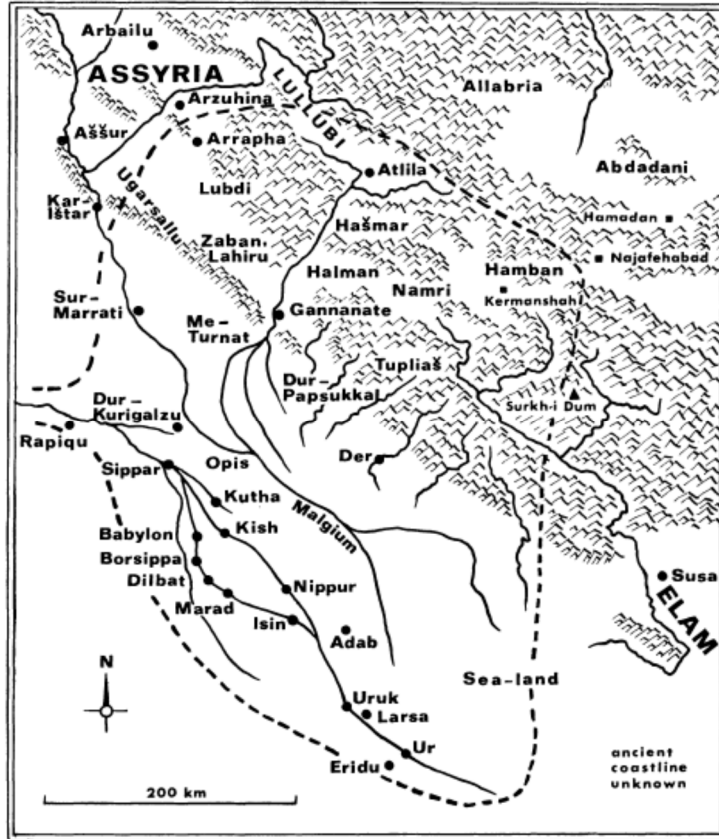 Arbailu
ASSYRIA
LULLUBI
Allabria
Arzuhina
Aššur
Arrapha
Atlila
Abdadani
Ugarsallu
Lubdi
Kar-
Ištar
Hašmar
Hamadan
Zaban,
Lahiru
Halman
Hamban
Najafehabad
Namri
Kermanshah
Sur-
Marrati
Me-
Turnat
Gannanate
Tupliaš
Dur-
Papsukkal
Surkh-i Dum
Dur-
Kurigalzu
Rapiqu
Sippar
Opis
Der
Kutha
Malgium
Babylon
Kish
Borsippa
Dilbat
Nippur
Marad
Isin
Adab
Susa
ELAM
N
Sea-land
Uruk
Larsa
Ur
Eridu
200 km
ancient
coastline
unknown